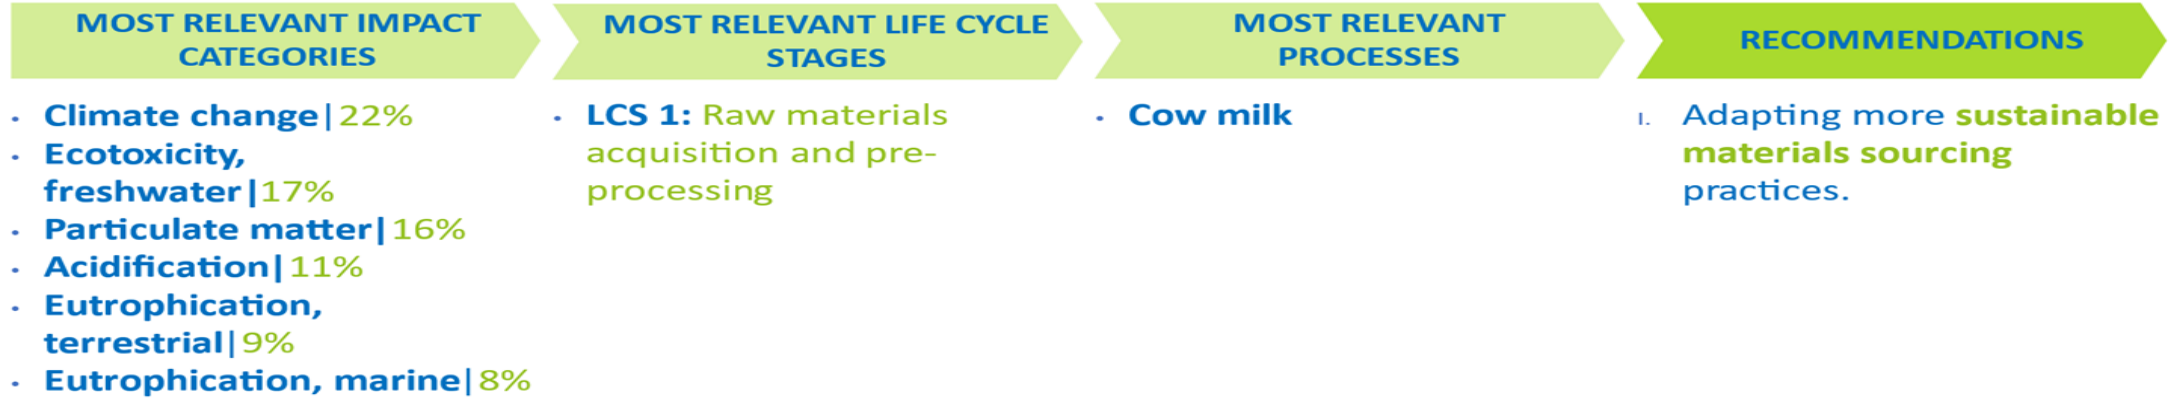 MOST RELEVANT IMPACT
CATEGORIES
• Climate change|22%
• Ecotoxicity,
freshwater|17%
• Particulate matter|16%
• Acidification|11%
• Eutrophication,
terrestrial|9%
• Eutrophication, marine|8%
MOST RELEVANT LIFE CYCLE
STAGES
• LCS 1: Raw materials
acquisition and pre-
processing
MOST RELEVANT
PROCESSES
• Cow milk
RECOMMENDATIONS
I. Adapting more sustainable
materials sourcing
practices.